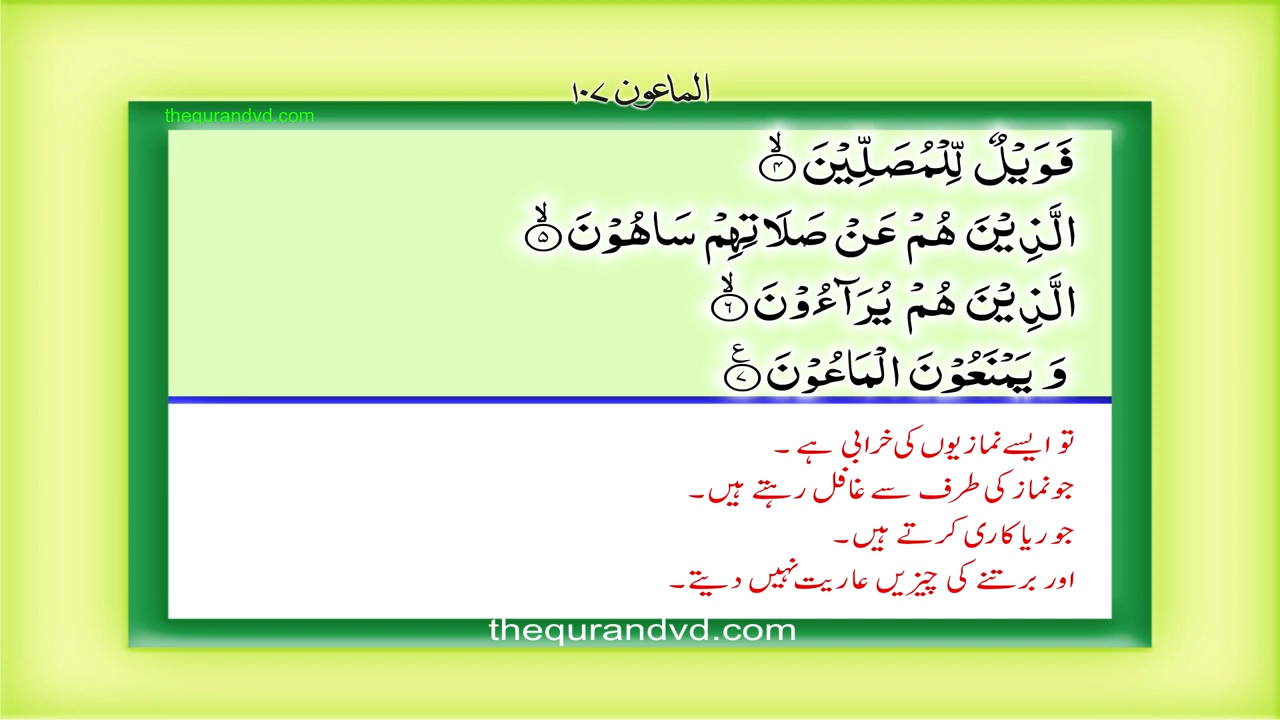 الماعون ۱۰۷
thequrandvd.com
فَوَيْلٌ لِّلْمُصَلِّيْنَ ۙ﴿۴﴾
الَّذِيْنَ هُمْ عَنْ صَلَاتِهِمْ سَاهُوْنَ ۙ﴿۵﴾
الَّذِيْنَ هُمْ يُرَآءُوْنَ ۙ﴿۶﴾
وَ يَمْنَعُوْنَ الْمَاعُوْنَ ﴿۷﴾ ع
تو ایسے نمازیوں کی خرابی ہے ۔
جو نماز کی طرف سے غافل رہتے ہیں۔
جو ریا کاری کرتے ہیں۔
اور برتنے کی چیزیں عاریت نہیں دیتے۔
thequrandvd.com